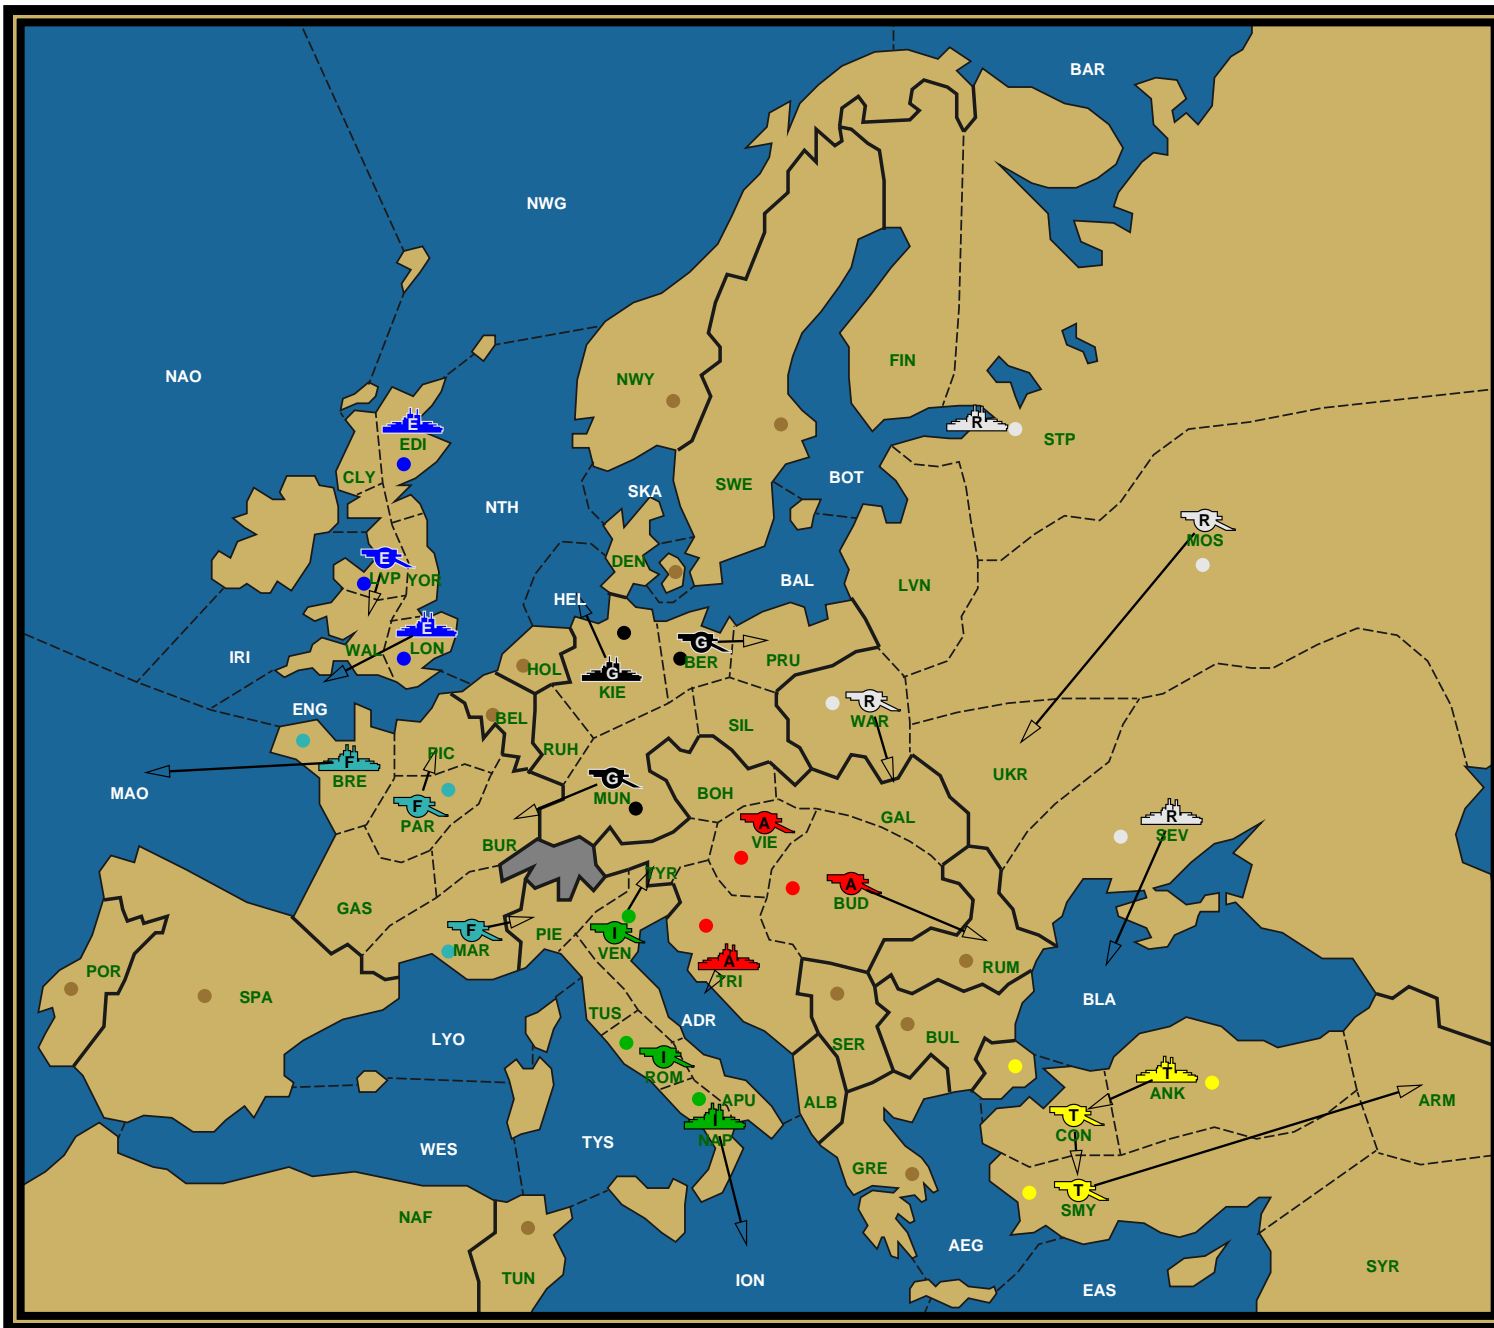 BAR
NWG
NAO
FIN
NWY
R
E
EDI
STP
CLY
SWE
BOT
SKA
NTH
R
MOS
E
LVP
YOR
DEN
BAL
LVN
HEL
E
LON
WAL
IRI
G
BER
PRU
HOL
G
KIE
R
WAR
ENG
BEL
SIL
PIC
RUH
UKR
F
BRE
MAO
G
MUN
BOH
F
PAR
GAL
R
SEV
A
VIE
BUR
TYR
A
BUD
GAS
F
MAR
PIE
I
VEN
A
TRI
RUM
POR
SPA
BLA
TUS
ADR
LYO
BUL
SER
I
ROM
T
ANK
APU
ALB
ARM
I
NAP
T
CON
WES
TYS
GRE
T
SMY
NAF
AEG
SYR
TUN
ION
EAS